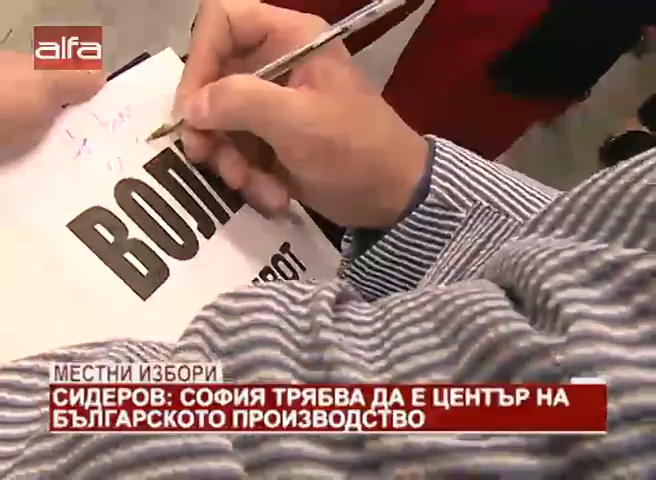 alfa
ВОЛ
МЕСТНИ ИЗБОРИ
СИДЕРОВ: СОФИЯ ТРЯБВА ДА Е ЦЕНТЪР НА
БЪЛГАРСКОТО ПРОИЗВОДСТВО